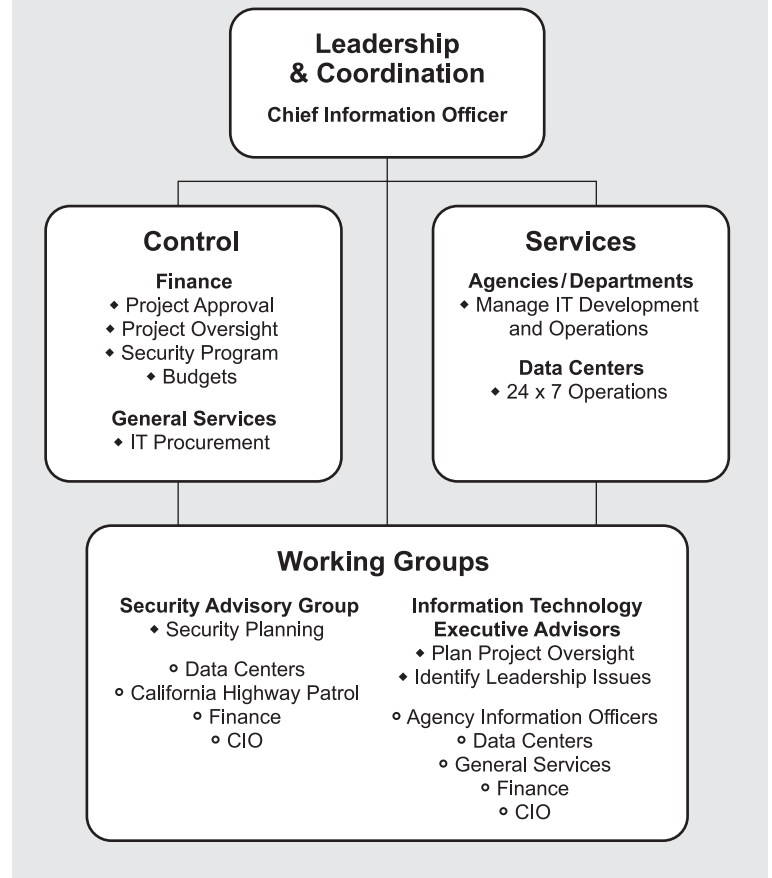 Leadership
& Coordination
Chief Information Officer
Control
Finance
◆ Project Approval
◆ Project Oversight
◆ Security Program
◆ Budgets
General Services
◆ IT Procurement
Services
Agencies/Departments
◆ Manage IT Development
and Operations
Data Centers
◆ 24 x 7 Operations
Working Groups
Security Advisory Group
◆ Security Planning
○ Data Centers
○ California Highway Patrol
○ Finance
○ CIO
Information Technology
Executive Advisors
◆ Plan Project Oversight
◆ Identify Leadership Issues
○ Agency Information Officers
○ Data Centers
○ General Services
○ Finance
○ CIO